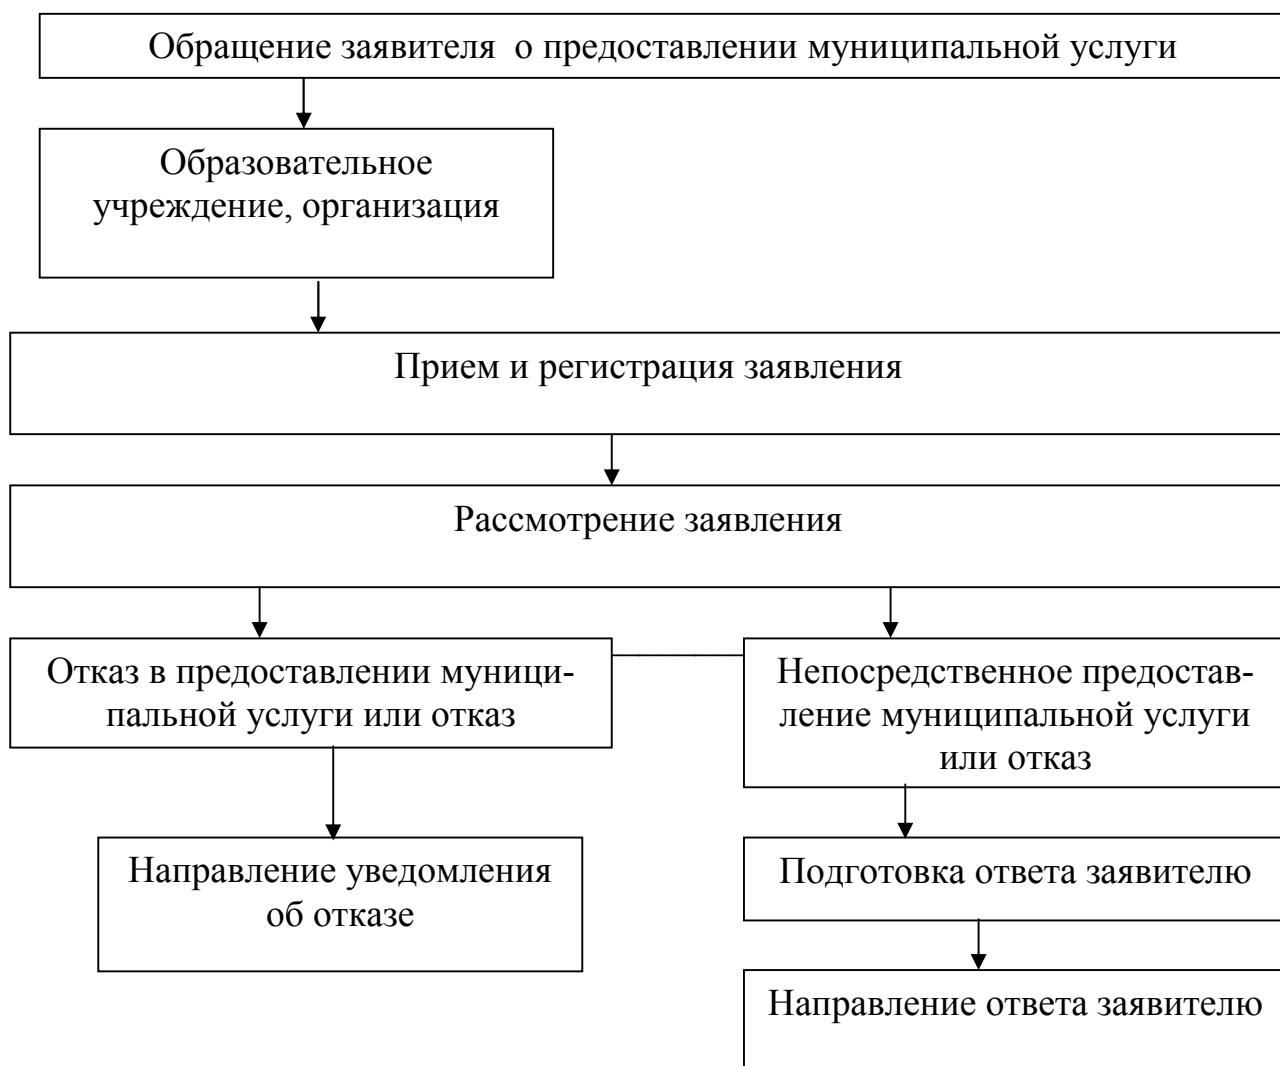 Обращение заявителя  о предоставлении муниципальной услуги
Образовательное
учреждение, организация
Прием и регистрация заявления
Рассмотрение заявления
Отказ в предоставлении муници-
пальной услуги или отказ
Непосредственное предостав-
ление муниципальной услуги
или отказ
Направление уведомления
об отказе
Подготовка ответа заявителю
Направление ответа заявителю